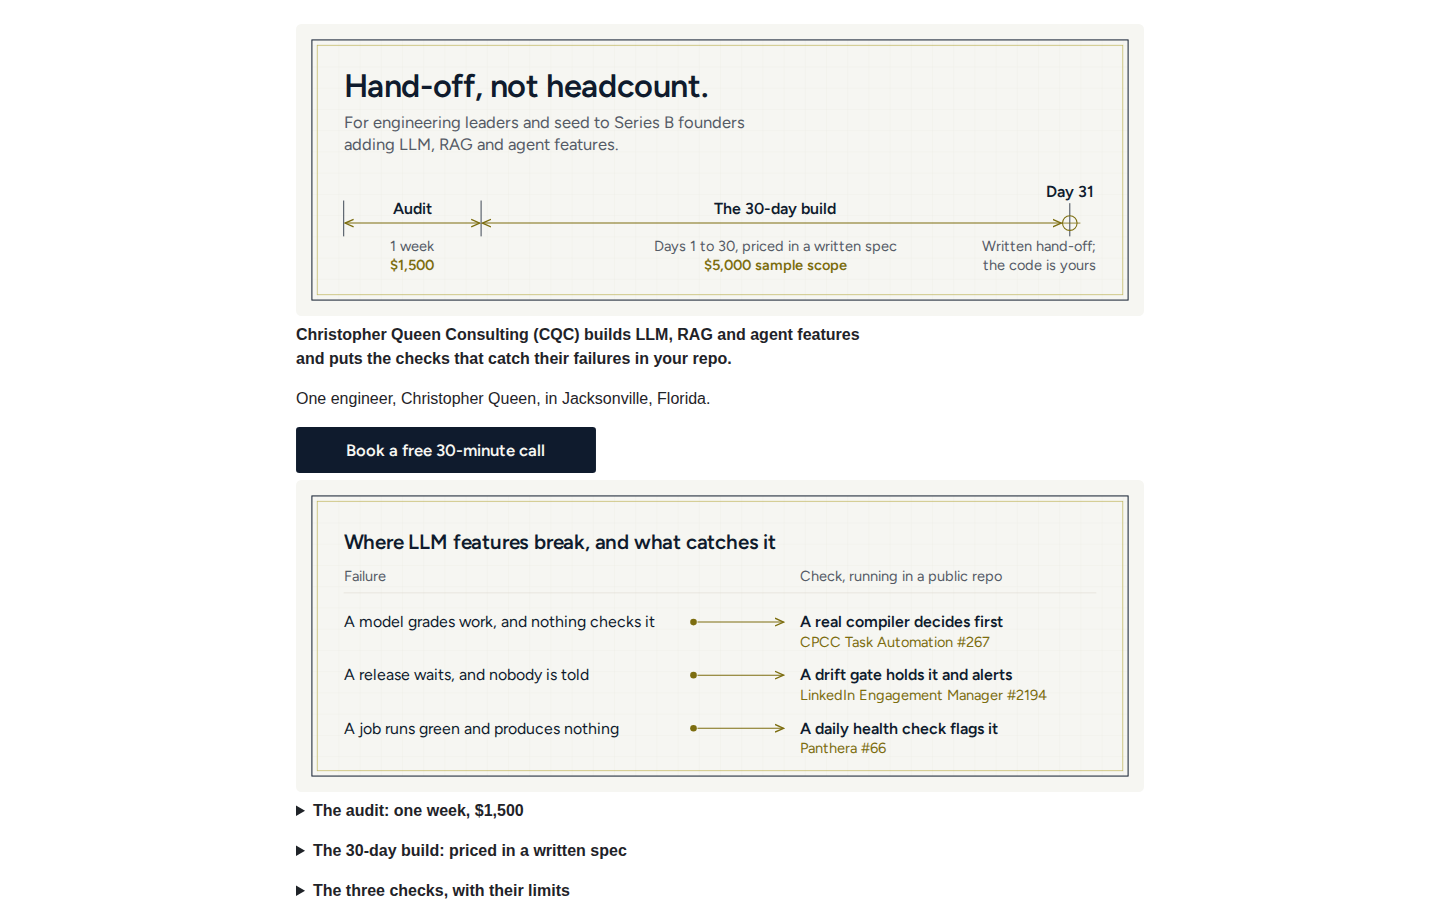 Hand-off, not headcount.
For engineering leaders and seed to Series B founders
adding LLM, RAG and agent features.
Day 31
Audit
The 30-day build
1 week
Days 1 to 30, priced in a written spec
Written hand-off;
$1,500
$5,000 sample scope
the code is yours
Christopher Queen Consulting (CQC) builds LLM, RAG and agent features
and puts the checks that catch their failures in your repo.
One engineer, Christopher Queen, in Jacksonville, Florida.
Book a free 30-minute call
Where LLM features break, and what catches it
Failure
Check, running in a public repo
A model grades work, and nothing checks it
A real compiler decides first
CPCC Task Automation #267
A release waits, and nobody is told
A drift gate holds it and alerts
LinkedIn Engagement Manager #2194
A job runs green and produces nothing
A daily health check flags it
Panthera #66
The audit: one week, $1,500
The 30-day build: priced in a written spec
The three checks, with their limits